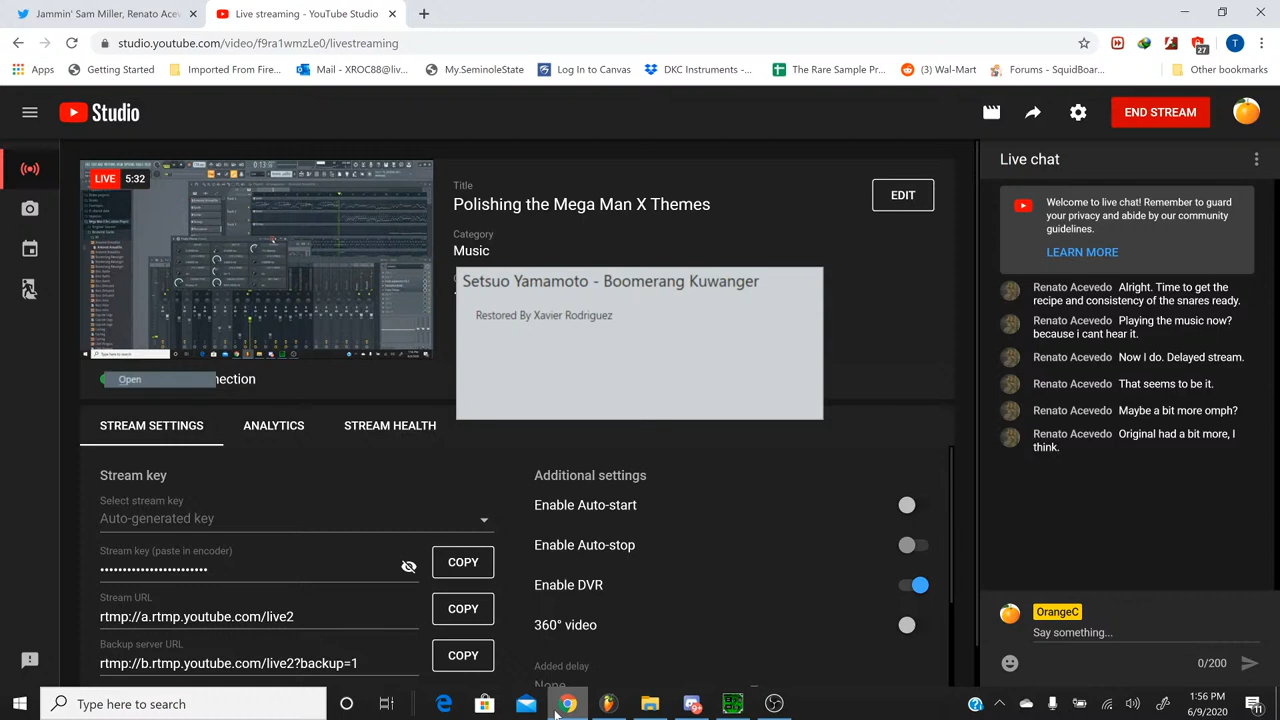 Jammin' Sam Miller, Renato Aceve
Live streaming - YouTube Studio
studio.youtube.com/video/f9ra1wmzLe0/livestreaming
27
T
Apps
Getting Started
Imported From Fire...
Mail - XROC88@liv...
My.SeminoleState
Log In to Canvas
DKC Instruments -...
The Rare Sample Pr...
(3) Wal-Mart
Forums - SquidBoar...
Other bookmarks
Studio
END STREAM
LIVE 5:32
Title
Polishing the Mega Man X Themes
EDIT
Category
Music
Setsuo Yamamoto - Boomerang Kuwanger
Restored By Xavier Rodriguez
Open
nection
STREAM SETTINGS
ANALYTICS
STREAM HEALTH
Stream key
Select stream key
Auto-generated key
Stream key (paste in encoder)
••••••••••••••••••••••••
COPY
Stream URL
rtmp://a.rtmp.youtube.com/live2
COPY
Backup server URL
rtmp://b.rtmp.youtube.com/live2?backup=1
COPY
Additional settings
Enable Auto-start
Enable Auto-stop
Enable DVR
360° video
Added delay
None
Live chat
Welcome to live chat! Remember to guard
your privacy and abide by our community
guidelines.
LEARN MORE
Renato Acevedo Alright. Time to get the
recipe and consistency of the snares ready.
Renato Acevedo Playing the music now?
because i cant hear it.
Renato Acevedo Now I do. Delayed stream.
Renato Acevedo That seems to be it.
Renato Acevedo Maybe a bit more omph?
Renato Acevedo Original had a bit more, I
think.
OrangeC
Say something...
0/200
Type here to search
1:56 PM
6/9/2020
11